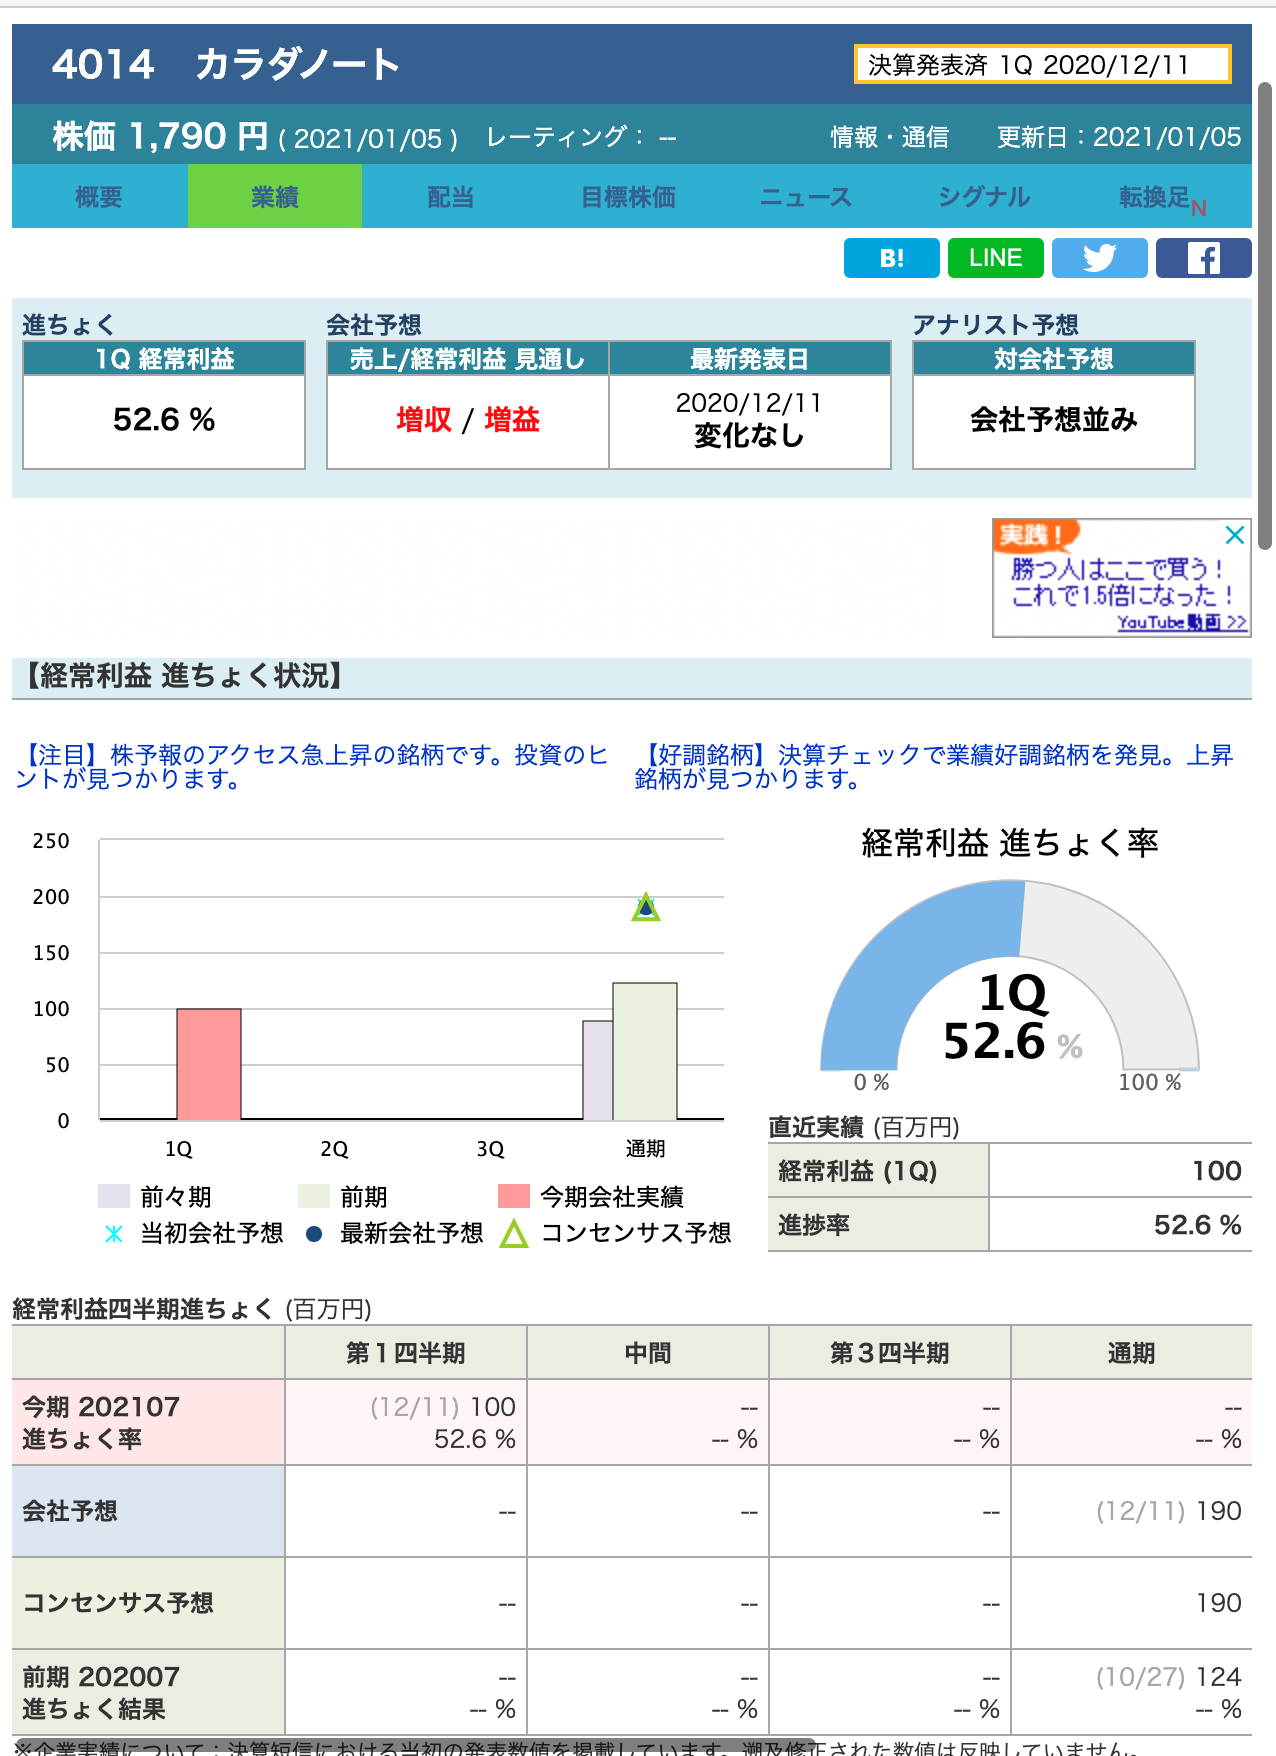 4014 カラダノート
決算発表済 1Q 2020/12/11
株価 1,790 円 ( 2021/01/05 ) レーティング： -- 情報・通信 更新日：2021/01/05
概要 業績 配当 目標株価 ニュース シグナル 転換足 N
B! LINE
進ちょく 会社予想 アナリスト予想
1Q 経常利益 売上/経常利益 見通し 最新発表日 対会社予想
52.6 % 増収 / 増益 2020/12/11 会社予想並み
変化なし
実践！
勝つ人はここで買う！
これで1.5倍になった！
YouTube動画 >>
【経常利益 進ちょく状況】
【注目】株予報のアクセス急上昇の銘柄です。投資のヒ
ントが見つかります。
【好調銘柄】決算チェックで業績好調銘柄を発見。上昇
銘柄が見つかります。
250
200
150
100
50
0
1Q 2Q 3Q 通期
前々期 前期 今期会社実績
当初会社予想 最新会社予想 コンセンサス予想
経常利益 進ちょく率
1Q
52.6 %
0 % 100 %
直近実績 (百万円)
経常利益 (1Q) 100
進捗率 52.6 %
経常利益四半期進ちょく (百万円)
第１四半期 中間 第３四半期 通期
今期 202107 (12/11) 100 -- -- --
進ちょく率 52.6 % -- % -- % -- %
会社予想 -- -- -- (12/11) 190
コンセンサス予想 -- -- -- 190
前期 202007 -- -- -- (10/27) 124
進ちょく結果 -- % -- % -- % -- %
※企業実績について：決算短信における当初の発表数値を掲載しています。遡及修正された数値は反映していません。